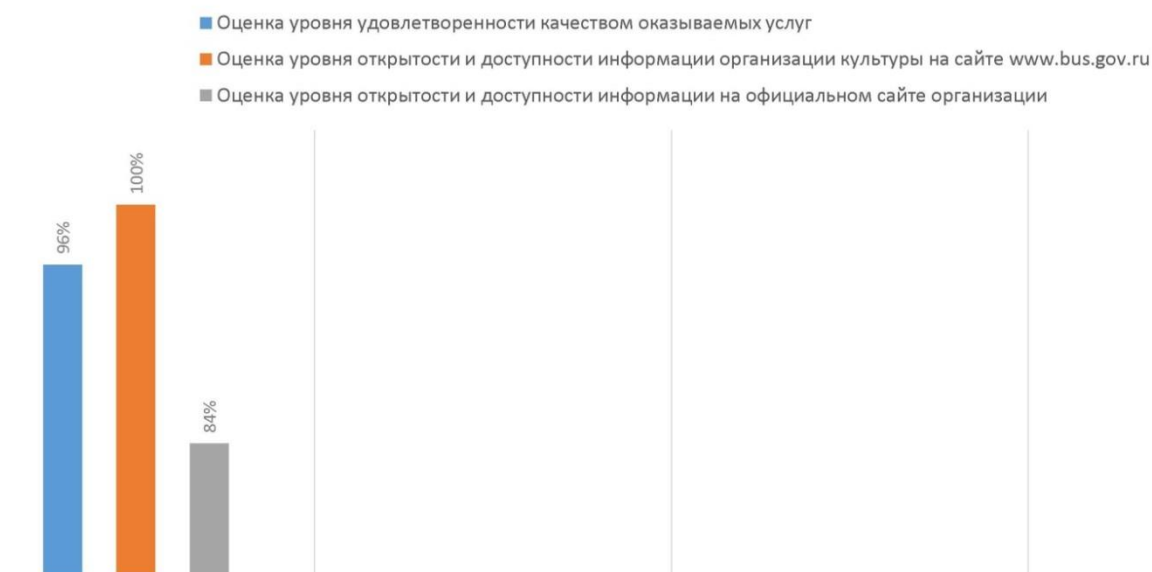 Оценка уровня удовлетворенности качеством оказываемых услуг
Оценка уровня открытости и доступности информации организации культуры на сайте www.bus.gov.ru
Оценка уровня открытости и доступности информации на официальном сайте организации
96%
100%
84%